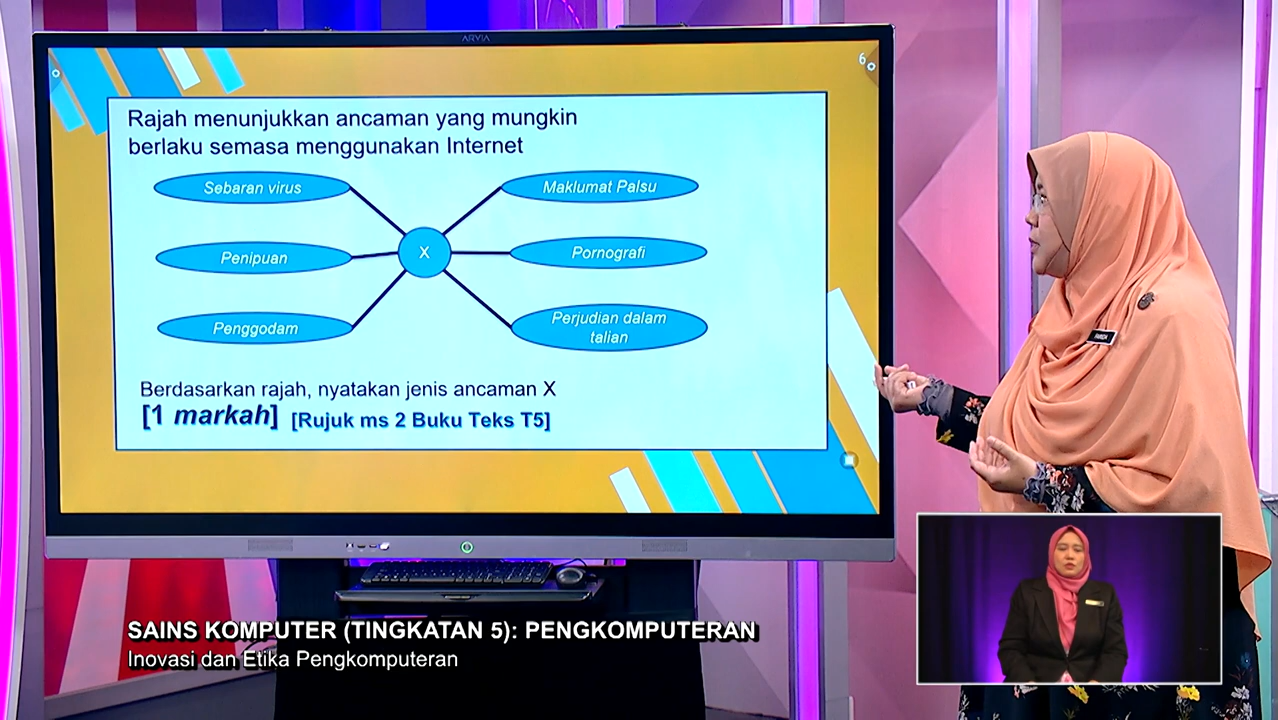 ARVIA
6
Rajah menunjukkan ancaman yang mungkin
berlaku semasa menggunakan Internet
Sebaran virus
Maklumat Palsu
X
Penipuan
Pornografi
Penggodam
Perjudian dalam
talian
Berdasarkan rajah, nyatakan jenis ancaman X
[1 markah] [Rujuk ms 2 Buku Teks T5]
FARIDA
SAINS KOMPUTER (TINGKATAN 5): PENGKOMPUTERAN
Inovasi dan Etika Pengkomputeran